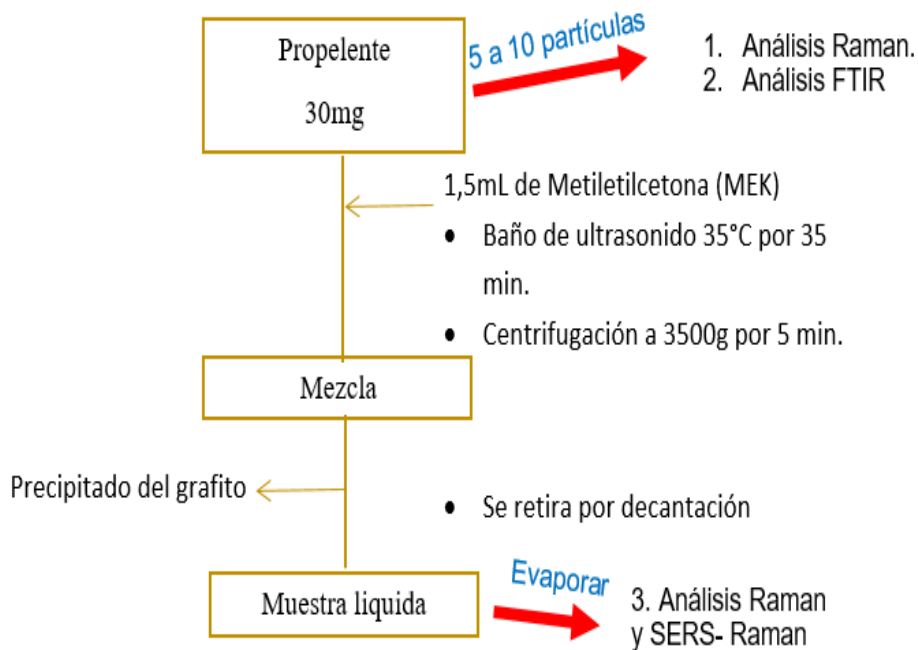 Propelente
30mg
5 a 10 partículas
1. Análisis Raman.
2. Análisis FTIR
1,5mL de Metiletilcetona (MEK)
• Baño de ultrasonido 35°C por 35
min.
• Centrifugación a 3500g por 5 min.
Mezcla
Precipitado del grafito
• Se retira por decantación
Muestra liquida
Evaporar
3. Análisis Raman
y SERS- Raman